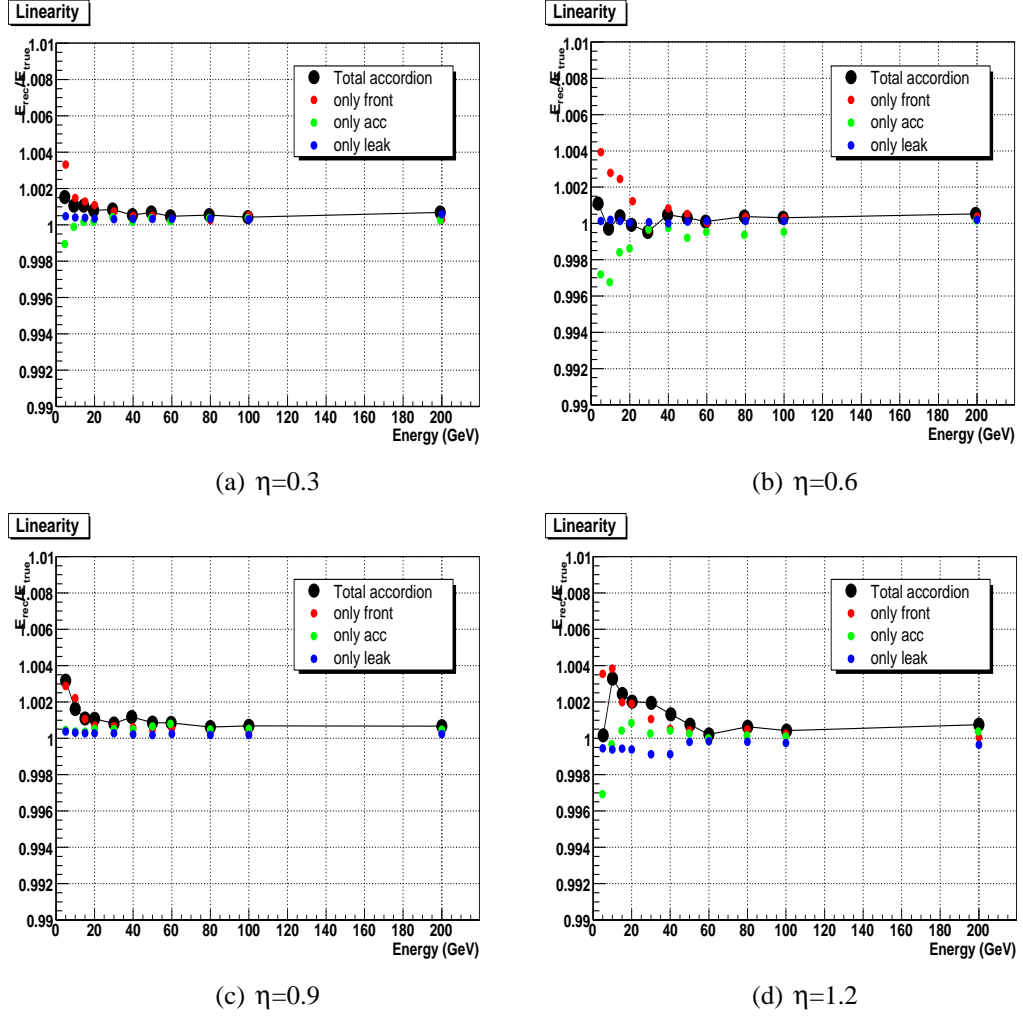 Linearity
E_rec/E_true
1.01
1.008
1.006
1.004
1.002
1
0.998
0.996
0.994
0.992
0.99
Total accordion
only front
only acc
only leak
0 20 40 60 80 100 120 140 160 180 200
Energy (GeV)
(a) η=0.3
Linearity
E_rec/E_true
1.01
1.008
1.006
1.004
1.002
1
0.998
0.996
0.994
0.992
0.99
Total accordion
only front
only acc
only leak
0 20 40 60 80 100 120 140 160 180 200
Energy (GeV)
(b) η=0.6
Linearity
E_rec/E_true
1.01
1.008
1.006
1.004
1.002
1
0.998
0.996
0.994
0.992
0.99
Total accordion
only front
only acc
only leak
0 20 40 60 80 100 120 140 160 180 200
Energy (GeV)
(c) η=0.9
Linearity
E_rec/E_true
1.01
1.008
1.006
1.004
1.002
1
0.998
0.996
0.994
0.992
0.99
Total accordion
only front
only acc
only leak
0 20 40 60 80 100 120 140 160 180 200
Energy (GeV)
(d) η=1.2